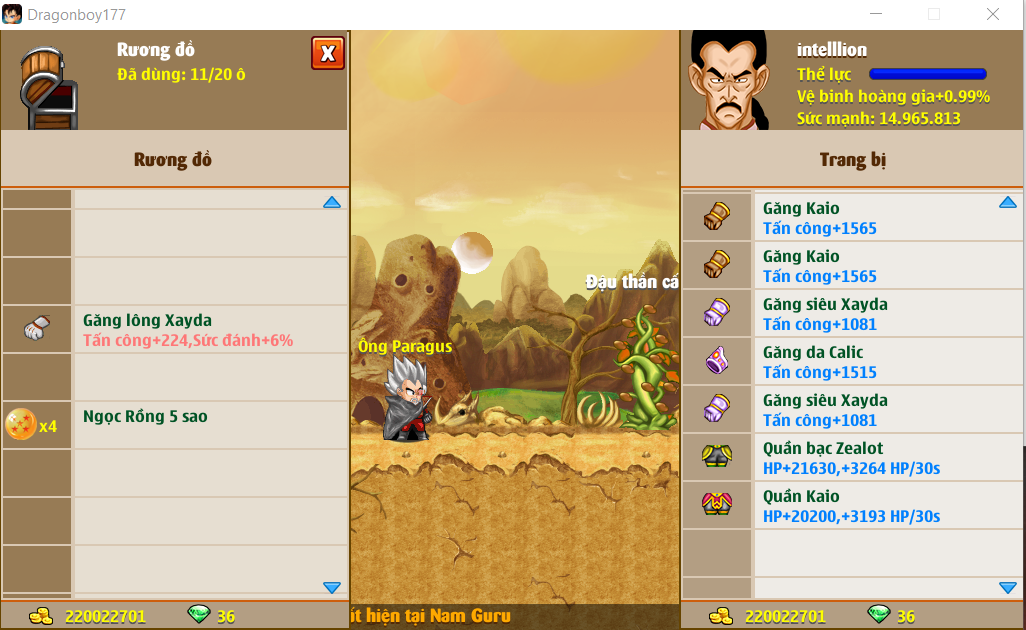 Dragonboy177
Rương đồ
Đã dùng: 11/20 ô
X
Rương đồ
Găng lông Xayda
Tấn công+224,Sức đánh+6%
x4
Ngọc Rồng 5 sao
220022701
36
Đậu thần cấ
Ông Paragus
ất hiện tại Nam Guru
intelllion
Thể lực
Vệ binh hoàng gia+0.99%
Sức mạnh: 14.965.813
Trang bị
Găng Kaio
Tấn công+1565
Găng Kaio
Tấn công+1565
Găng siêu Xayda
Tấn công+1081
Găng da Calic
Tấn công+1515
Găng siêu Xayda
Tấn công+1081
Quần bạc Zealot
HP+21630,+3264 HP/30s
Quần Kaio
HP+20200,+3193 HP/30s
220022701
36